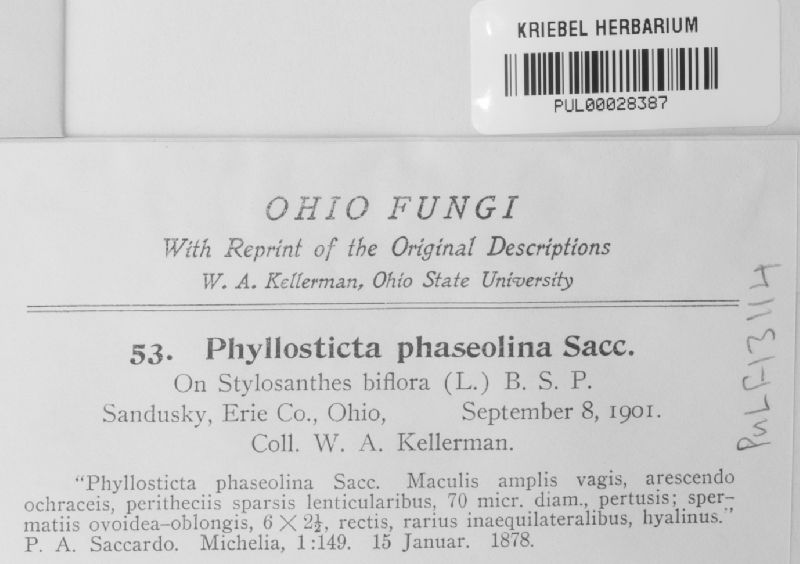 KRIEBEL HERBARIUM
PUL00028387
OHIO FUNGI
With Reprint of the Original Descriptions
W. A. Kellerman, Ohio State University
53. Phyllosticta phaseolina Sacc.
On Stylosanthes biflora (L.) B. S. P.
Sandusky, Erie Co., Ohio, September 8, 1901.
Coll. W. A. Kellerman.
"Phyllosticta phaseolina Sacc. Maculis amplis vagis, arescendo
ochraceis, peritheciis sparsis lenticularibus, 70 micr. diam., pertusis; sper-
matiis ovoidea-oblongis, 6 × 2½, rectis, rarius inaequilateralibus, hyalinus."
P. A. Saccardo. Michelia, 1:149. 15 Januar. 1878.
PuLF13114